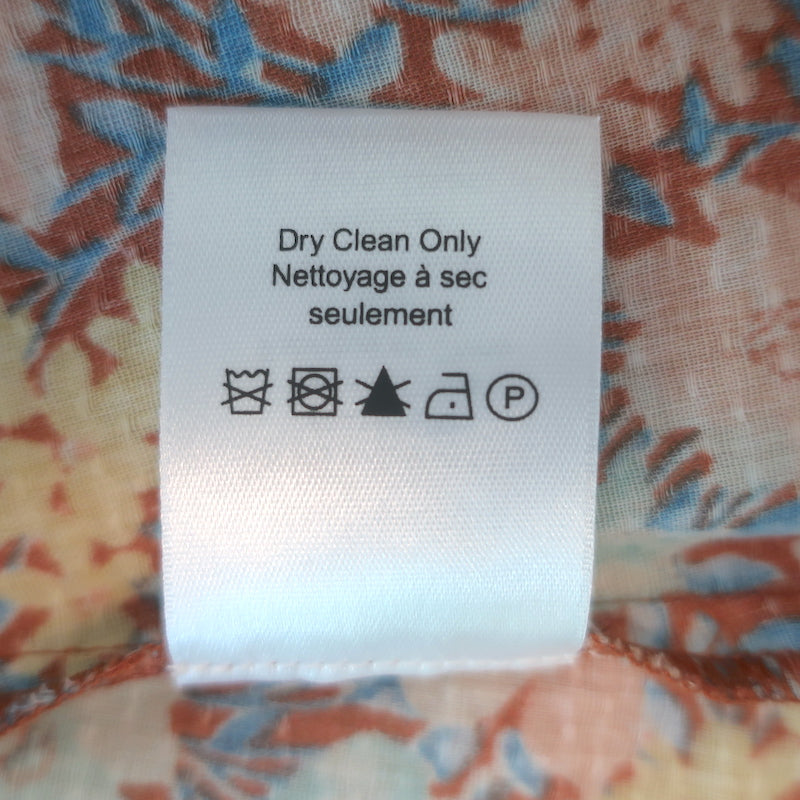 Dry Clean Only
Nettoyage à sec
seulement
P